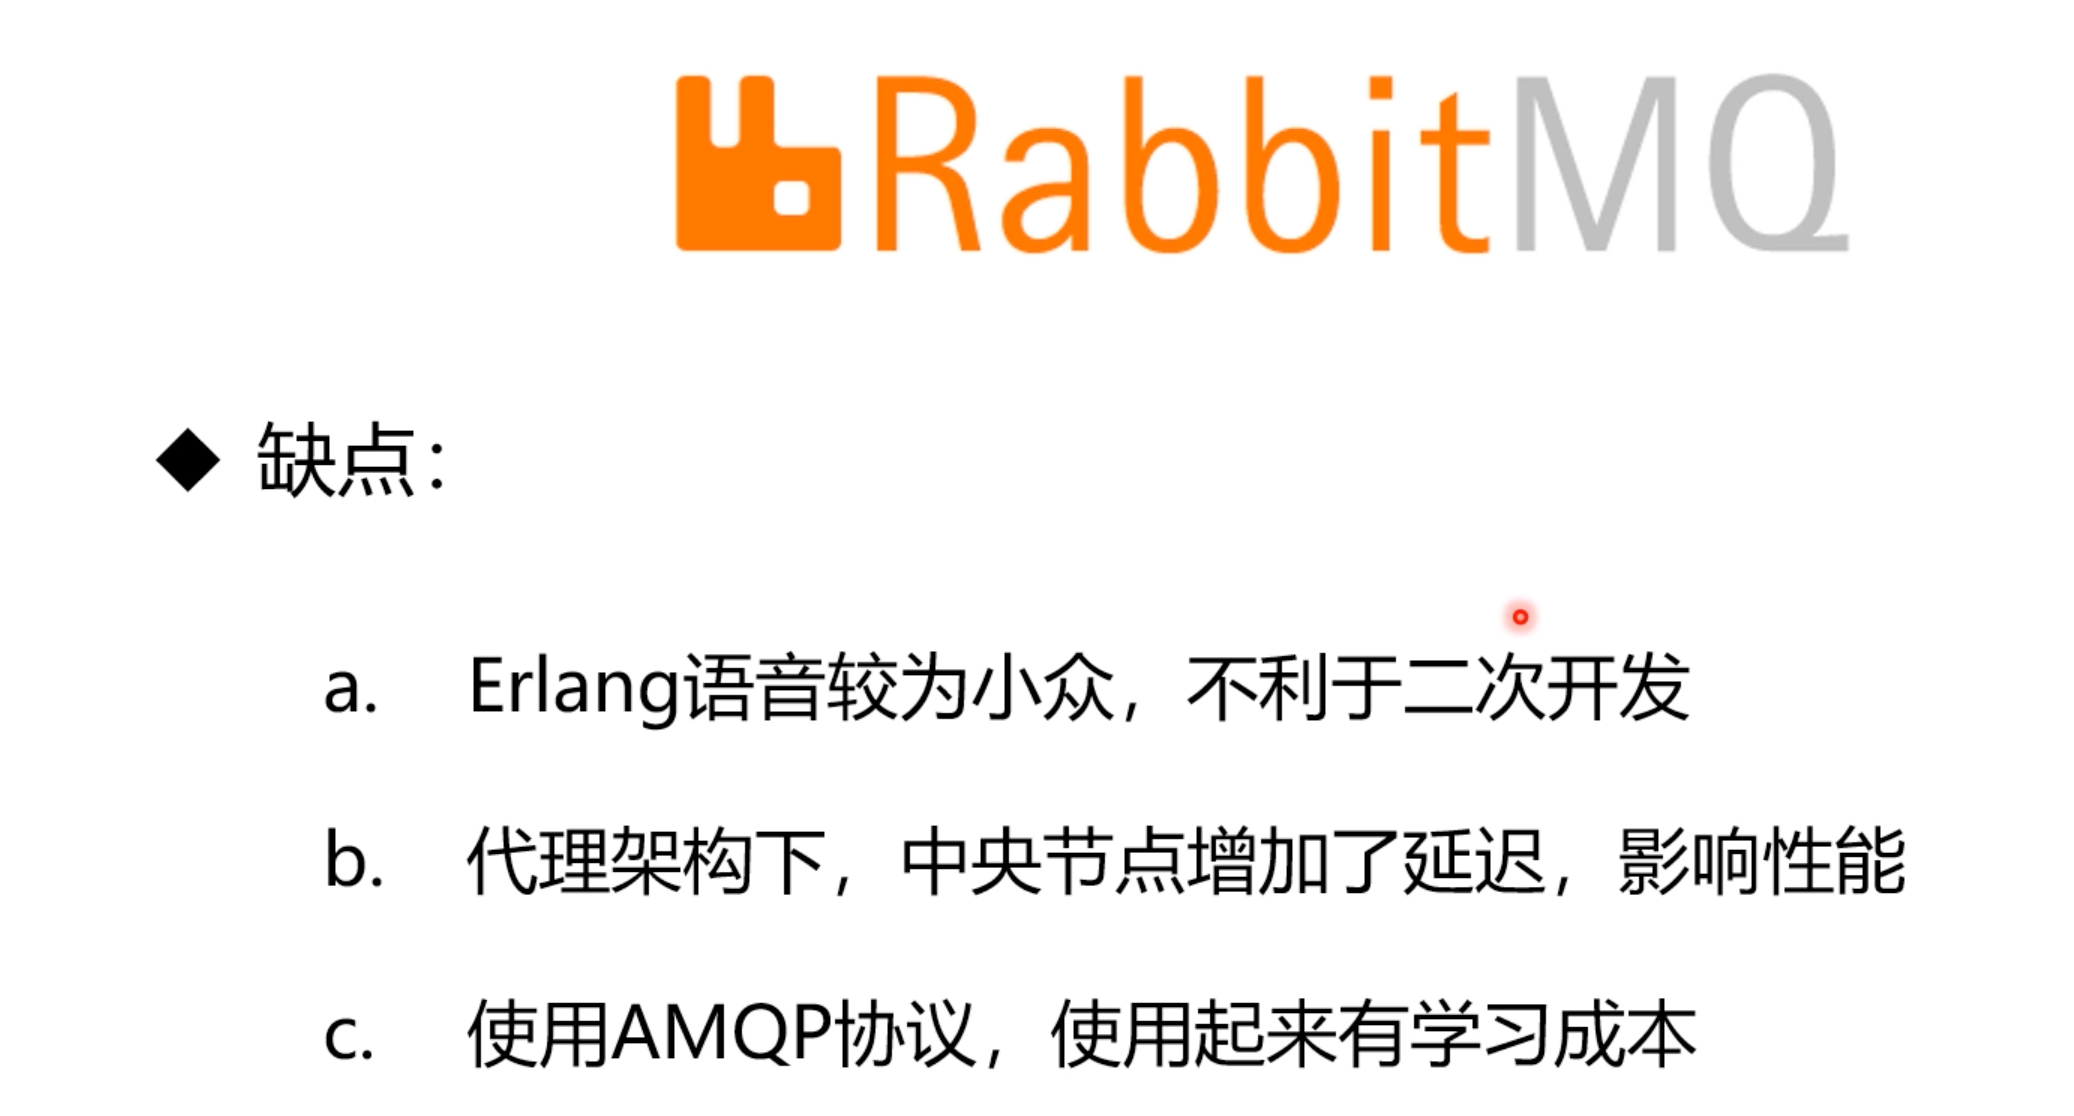 RabbitMQ
◆ 缺点：
a. Erlang语音较为小众，不利于二次开发
b. 代理架构下，中央节点增加了延迟，影响性能
c. 使用AMQP协议，使用起来有学习成本